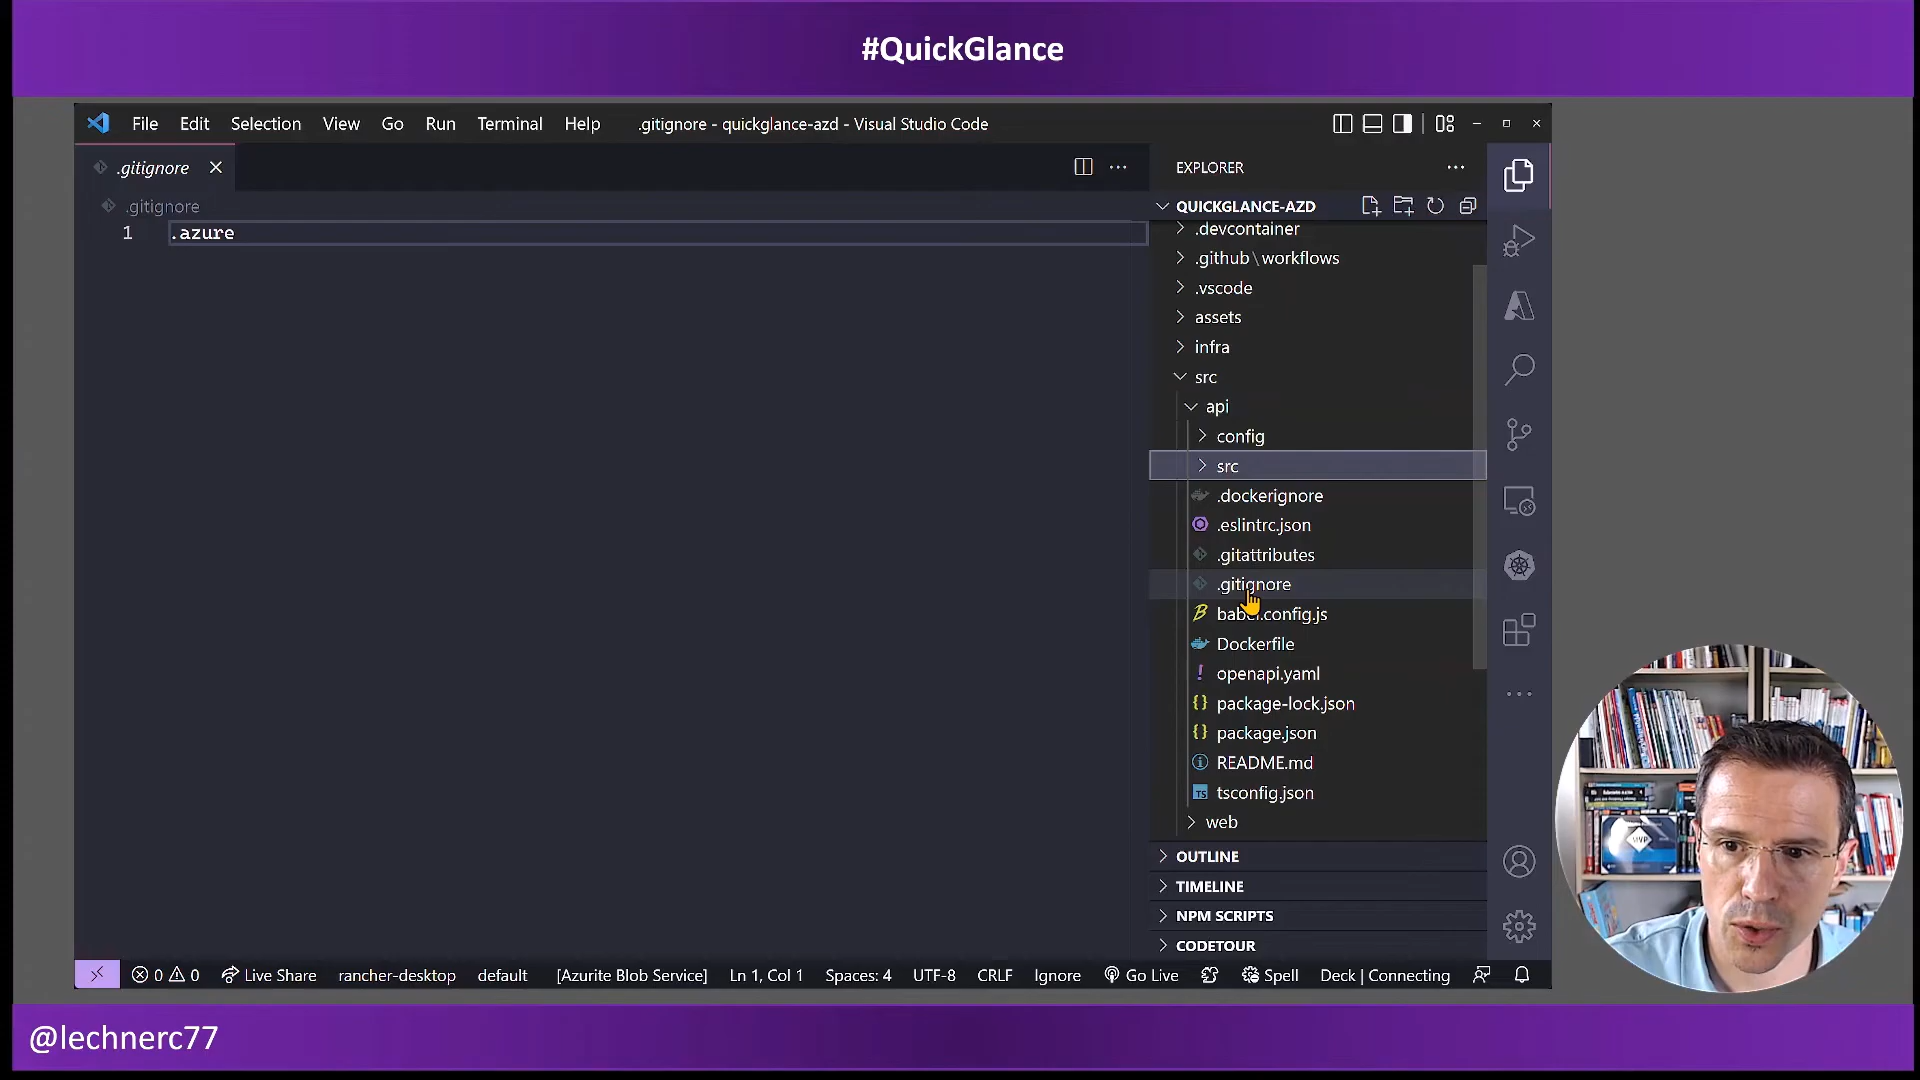 #QuickGlance
File Edit Selection View Go Run Terminal Help .gitignore - quickglance-azd - Visual Studio Code
.gitignore
.gitignore
1 .azure
EXPLORER
QUICKGLANCE-AZD
.devcontainer
.github\workflows
.vscode
assets
infra
src
api
config
src
.dockerignore
.eslintrc.json
.gitattributes
.gitignore
babel.config.js
Dockerfile
openapi.yaml
package-lock.json
package.json
README.md
tsconfig.json
web
OUTLINE
TIMELINE
NPM SCRIPTS
CODETOUR
0 0 Live Share rancher-desktop default [Azurite Blob Service] Ln 1, Col 1 Spaces: 4 UTF-8 CRLF Ignore Go Live Spell Deck | Connecting
@lechnerc77